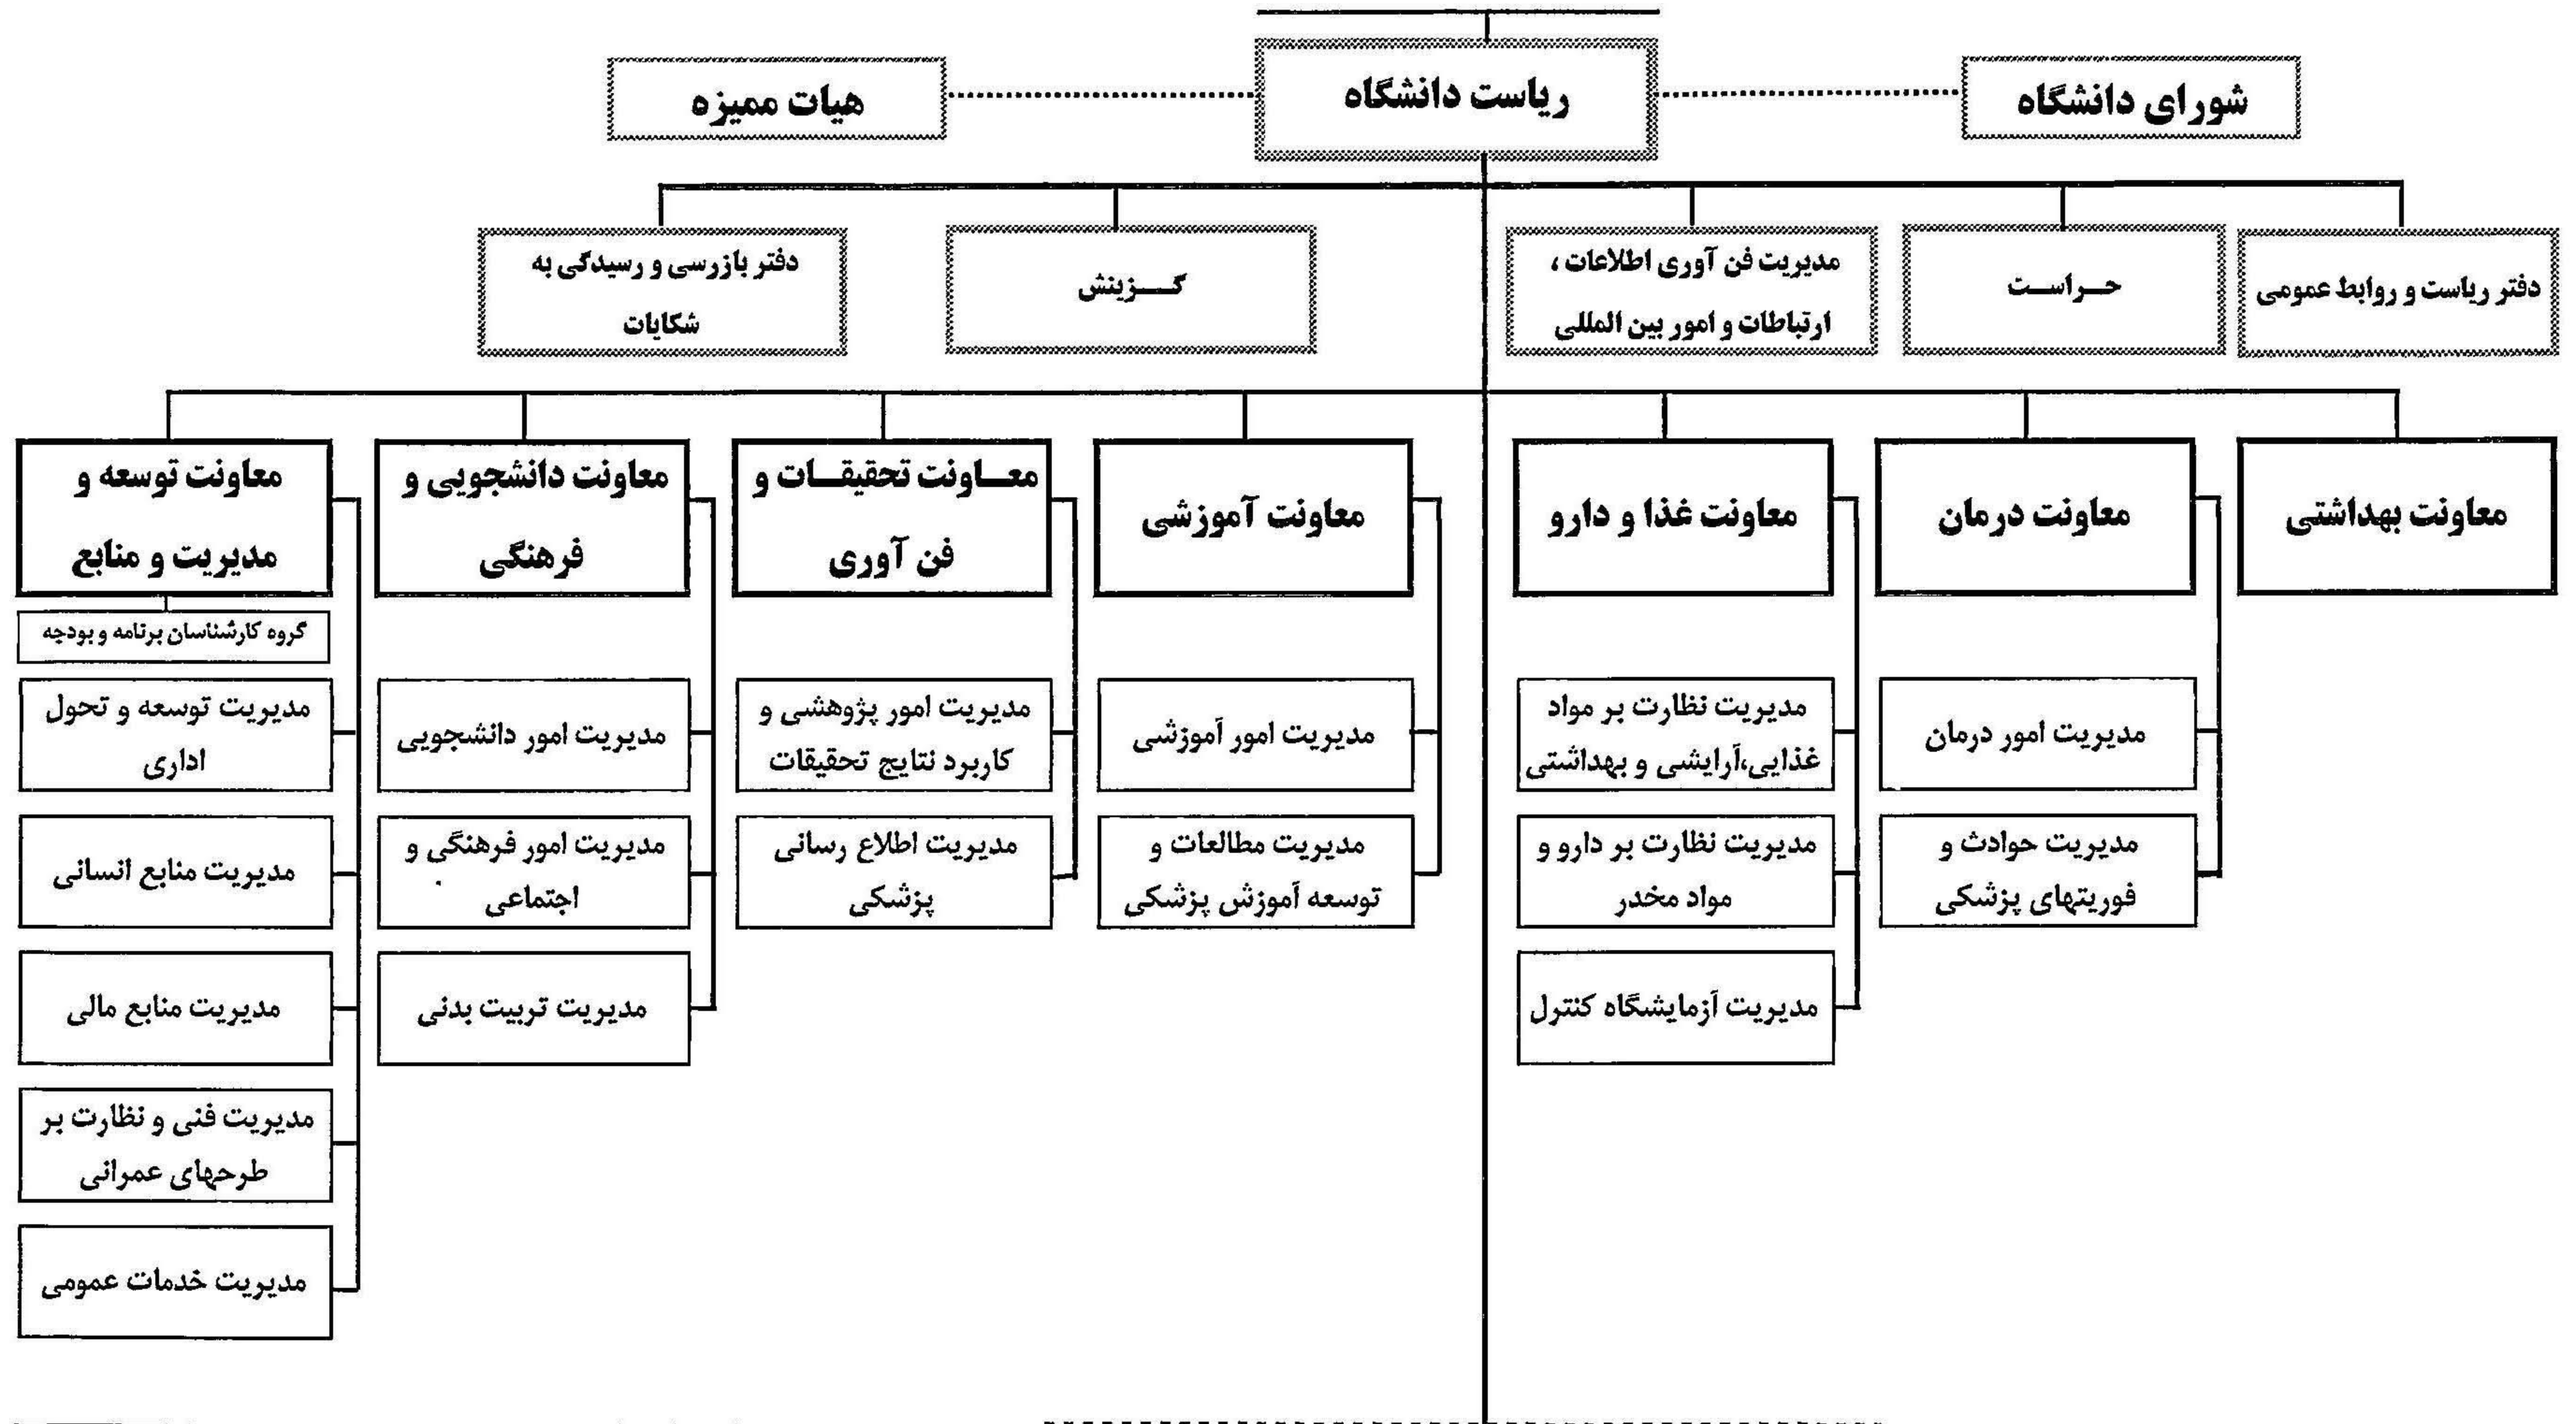 شورای دانشگاه
ریاست دانشگاه
هیات ممیزه
دفتر ریاست و روابط عمومی
حـــراســـت
مدیریت فن آوری اطلاعات ،
ارتباطات و امور بین المللی
گــــزینش
دفتر بازرسی و رسیدگی به
شکایات
معاونت بهداشتی
معاونت درمان
معاونت غذا و دارو
معاونت آموزشی
معـــاونت تحقیقـــات و
فن آوری
معاونت دانشجویی و
فرهنگی
معاونت توسعه و
مدیریت و منابع
گروه کارشناسان برنامه و بودجه
مدیریت امور درمان
مدیریت حوادث و
فوریتهای پزشکی
مدیریت نظارت بر مواد
غذایی،آرایشی و بهداشتی
مدیریت نظارت بر دارو و
مواد مخدر
مدیریت آزمایشگاه کنترل
مدیریت امور آموزشی
مدیریت مطالعات و
توسعه آموزش پزشکی
مدیریت امور پژوهشی و
کاربرد نتایج تحقیقات
مدیریت اطلاع رسانی
پزشکی
مدیریت امور دانشجویی
مدیریت امور فرهنگی و
اجتماعی
مدیریت تربیت بدنی
مدیریت توسعه و تحول
اداری
مدیریت منابع انسانی
مدیریت منابع مالی
مدیریت فنی و نظارت بر
طرحهای عمرانی
مدیریت خدمات عمومی